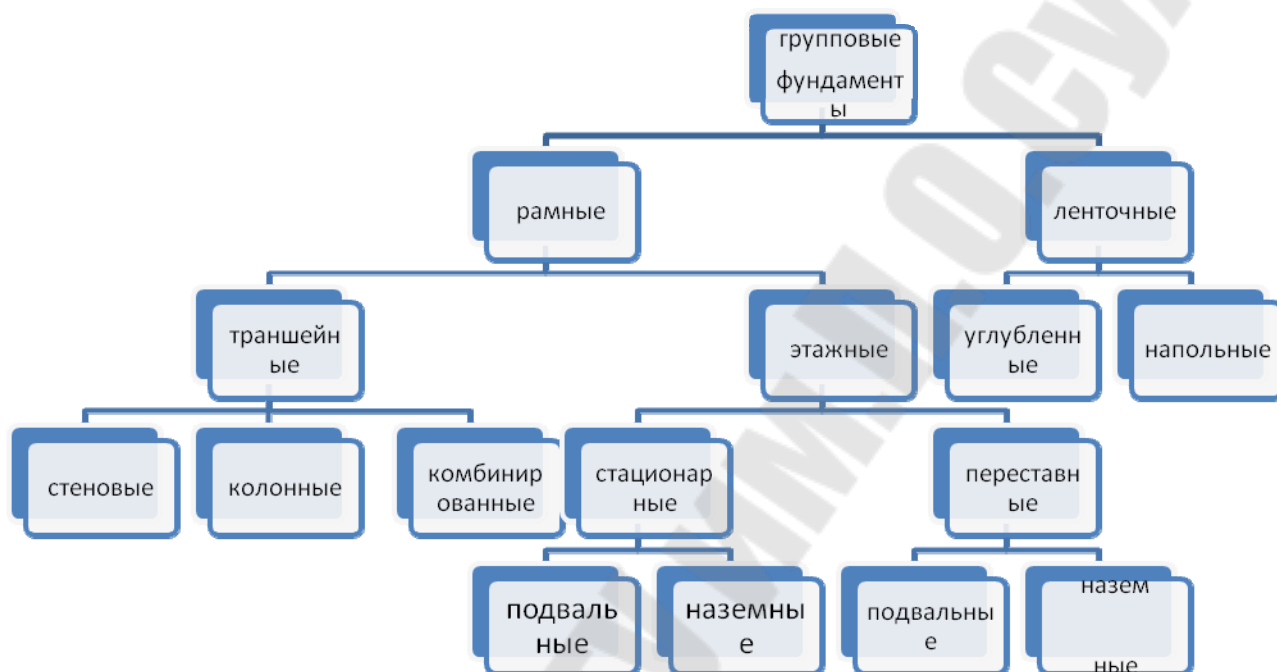 групповые
фундамент
ы
рамные
ленточные
траншейн
ые
этажные
углубленн
ые
напольные
стеновые
колонные
комбинир
ованные
стационар
ные
переставн
ые
подваль
ные
наземны
е
подвальны
е
назем
ные